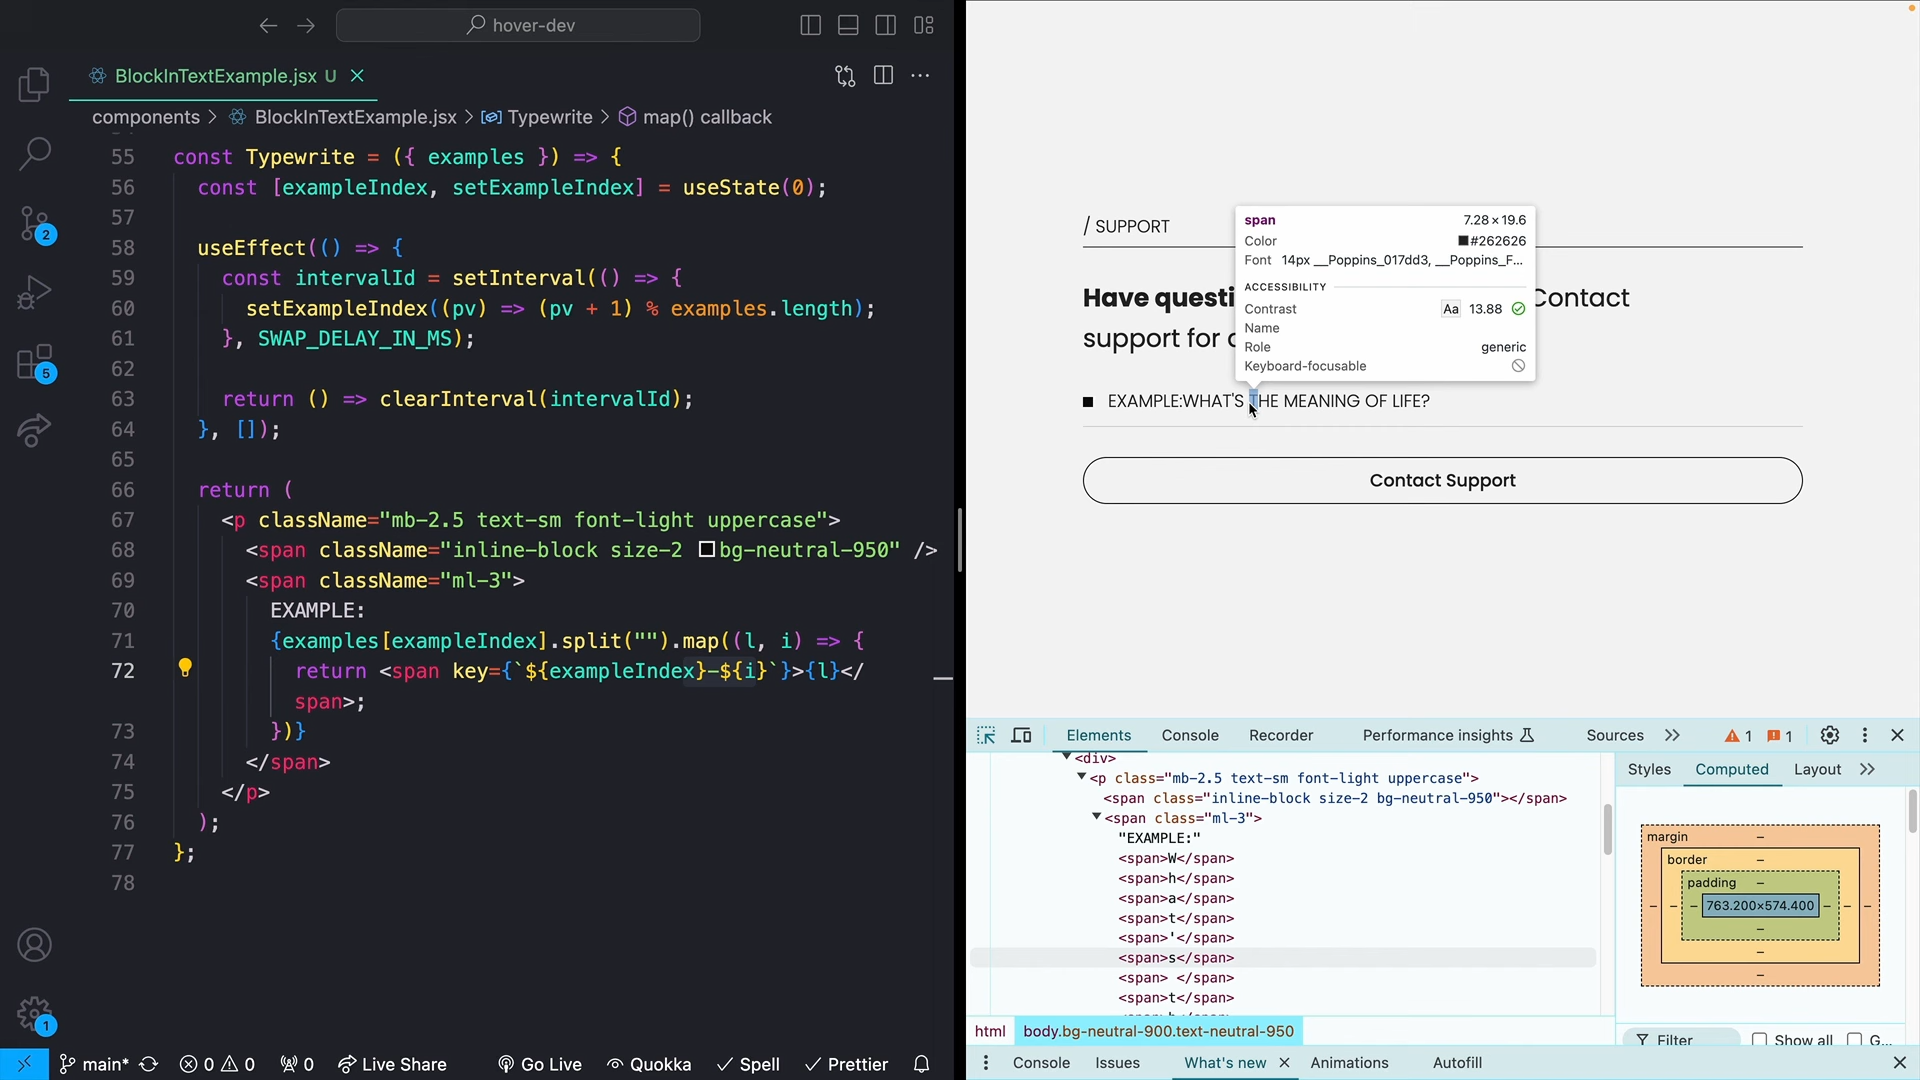 hover-dev
BlockInTextExample.jsx U
components > BlockInTextExample.jsx > Typewrite > map() callback
55 const Typewrite = ({ examples }) => {
56 const [exampleIndex, setExampleIndex] = useState(0);
57
58 useEffect(() => {
59 const intervalId = setInterval(() => {
60 setExampleIndex((pv) => (pv + 1) % examples.length);
61 }, SWAP_DELAY_IN_MS);
62
63 return () => clearInterval(intervalId);
64 }, []);
65
66 return (
67 <p className="mb-2.5 text-sm font-light uppercase">
68 <span className="inline-block size-2 bg-neutral-950" />
69 <span className="ml-3">
70 EXAMPLE:
71 {examples[exampleIndex].split("").map((l, i) => {
72 return <span key={`${exampleIndex}-${i}`}>{l}</
span>;
73 })}
74 </span>
75 </p>
76 );
77 };
78
2
5
1
main* 0 0 0 Live Share Go Live Quokka Spell Prettier
/ SUPPORT
Have questi
Contact
support for
span 7.28 × 19.6
Color #262626
Font 14px __Poppins_017dd3, __Poppins_F...
ACCESSIBILITY
Contrast Aa 13.88
Name
Role generic
Keyboard-focusable
EXAMPLE:WHAT'S THE MEANING OF LIFE?
Contact Support
Elements Console Recorder Performance insights Sources 1 1
<div>
<p class="mb-2.5 text-sm font-light uppercase">
<span class="inline-block size-2 bg-neutral-950"></span>
<span class="ml-3">
"EXAMPLE:"
<span>W</span>
<span>h</span>
<span>a</span>
<span>t</span>
<span>'</span>
<span>s</span>
<span> </span>
<span>t</span>
html body.bg-neutral-900.text-neutral-950
Styles Computed Layout
margin –
border –
padding –
– – – 763.200×574.400 – – –
–
–
–
Filter Show all G...
Console Issues What's new Animations Autofill